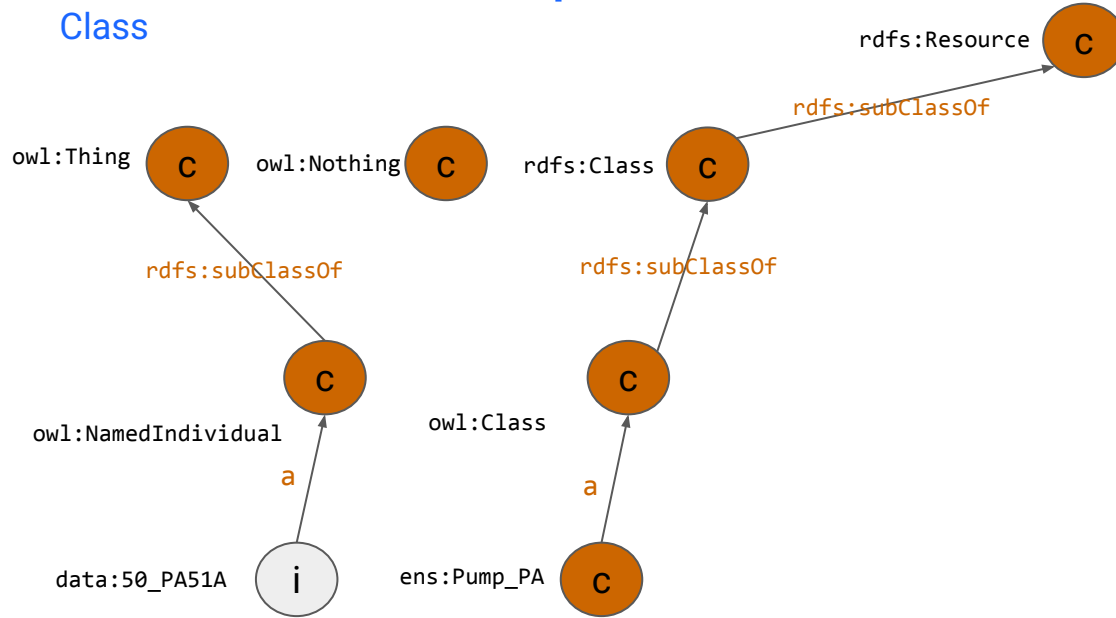 Class
rdfs:Resource
c
rdfs:subClassOf
owl:Thing
c
owl:Nothing
c
rdfs:Class
c
rdfs:subClassOf
rdfs:subClassOf
c
c
owl:NamedIndividual
owl:Class
a
a
data:50_PA51A
i
ens:Pump_PA
c